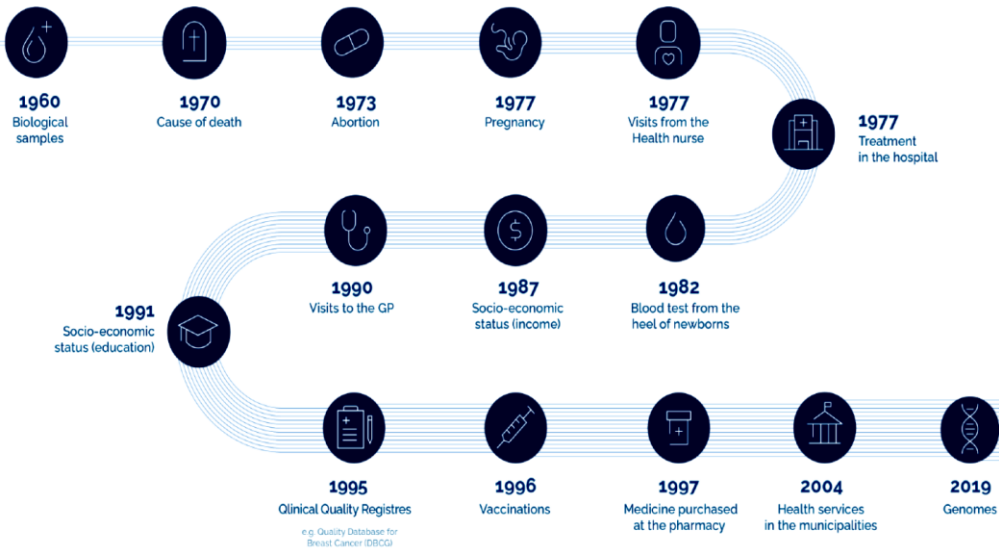 1960
Biological
samples
1970
Cause of death
1973
Abortion
1977
Pregnancy
1977
Visits from the
Health nurse
1977
Treatment
in the hospital
1982
Blood test from the
heel of newborns
1987
Socio-economic
status (income)
1990
Visits to the GP
1991
Socio-economic
status (education)
1995
Qlinical Quality Registres
e.g. Quality Database for
Breast Cancer (DBCG)
1996
Vaccinations
1997
Medicine purchased
at the pharmacy
2004
Health services
in the municipalities
2019
Genomes